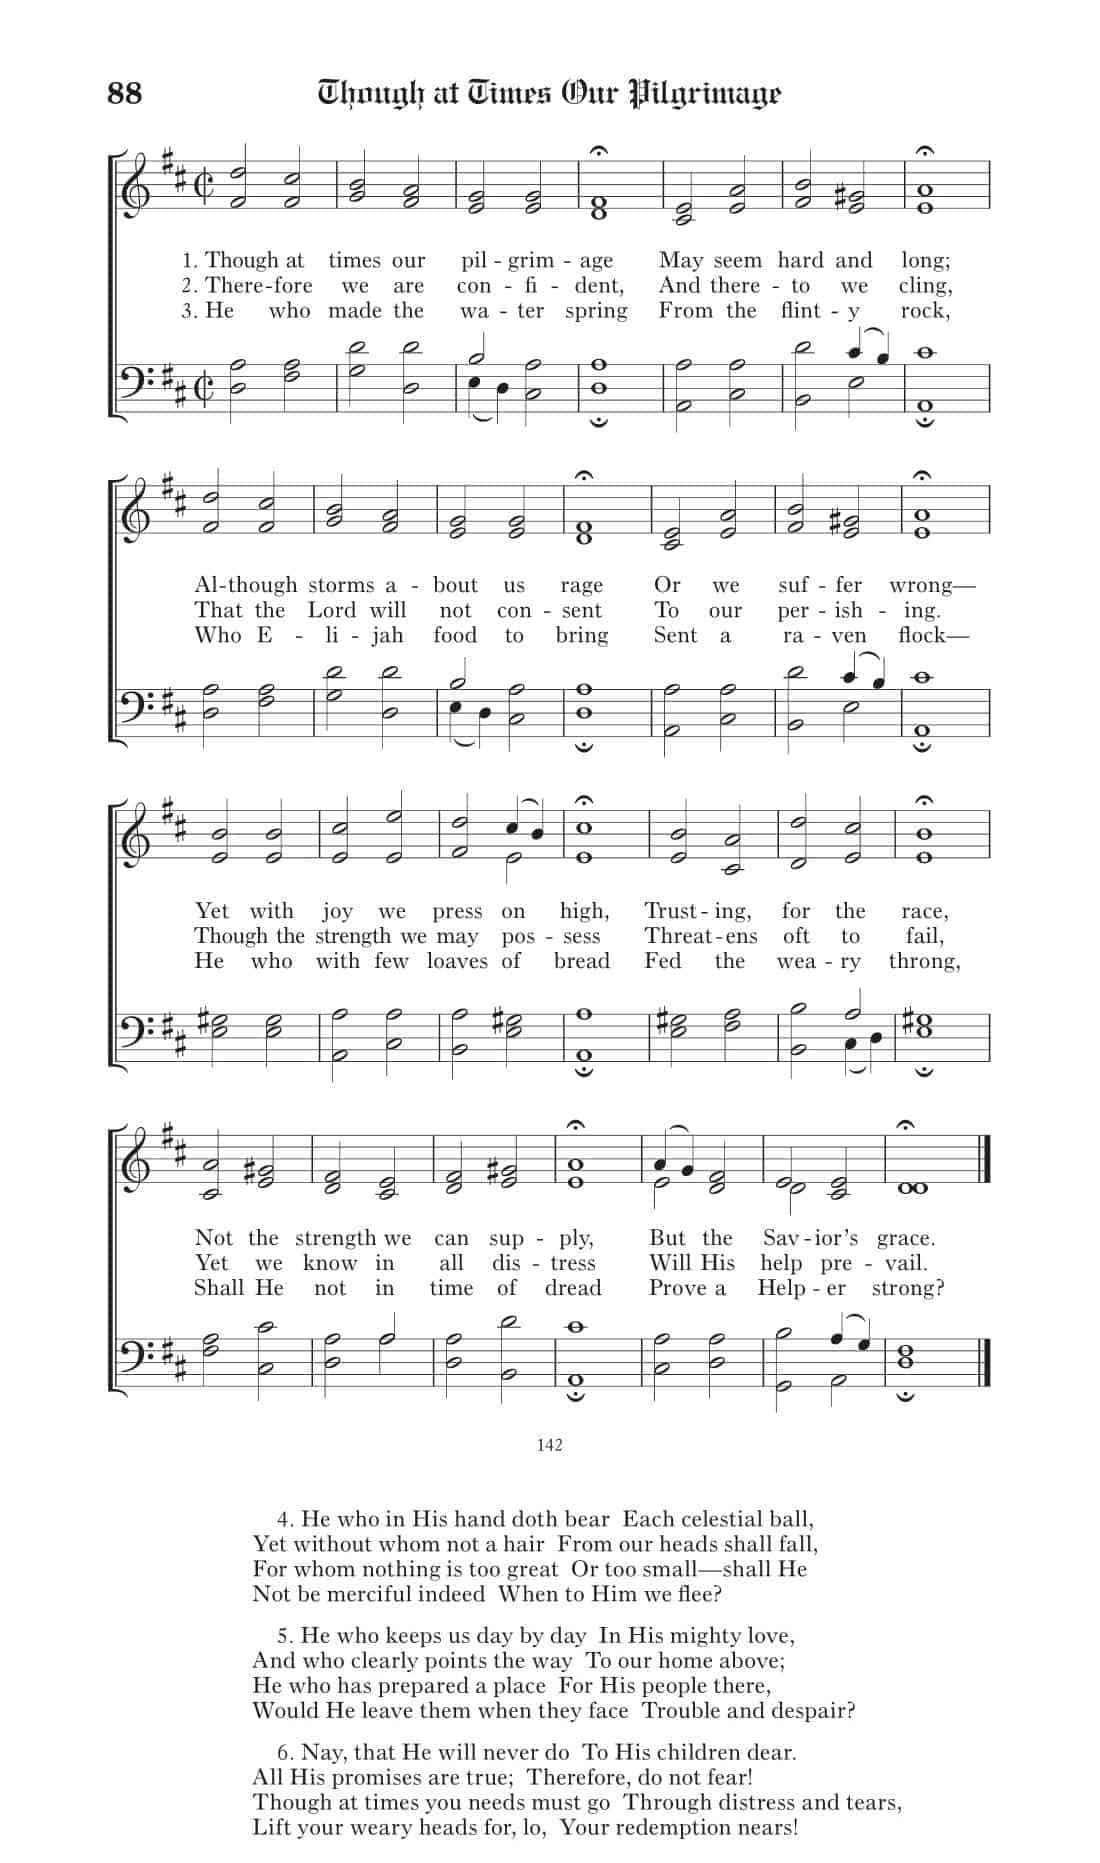 88 Though at Times Our Pilgrimage
1. Though at times our pil - grim - age May seem hard and long;
2. There-fore we are con - fi - dent, And there - to we cling,
3. He who made the wa - ter spring From the flint - y rock,
Al-though storms a - bout us rage Or we suf - fer wrong—
That the Lord will not con - sent To our per - ish - ing.
Who E - li - jah food to bring Sent a ra - ven flock—
Yet with joy we press on high, Trust - ing, for the race,
Though the strength we may pos - sess Threat-ens oft to fail,
He who with few loaves of bread Fed the wea - ry throng,
Not the strength we can sup - ply, But the Sav-ior's grace.
Yet we know in all dis - tress Will His help pre - vail.
Shall He not in time of dread Prove a Help - er strong?
142
4. He who in His hand doth bear Each celestial ball,
Yet without whom not a hair From our heads shall fall,
For whom nothing is too great Or too small—shall He
Not be merciful indeed When to Him we flee?
5. He who keeps us day by day In His mighty love,
And who clearly points the way To our home above;
He who has prepared a place For His people there,
Would He leave them when they face Trouble and despair?
6. Nay, that He will never do To His children dear.
All His promises are true; Therefore, do not fear!
Though at times you needs must go Through distress and tears,
Lift your weary heads for, lo, Your redemption nears!